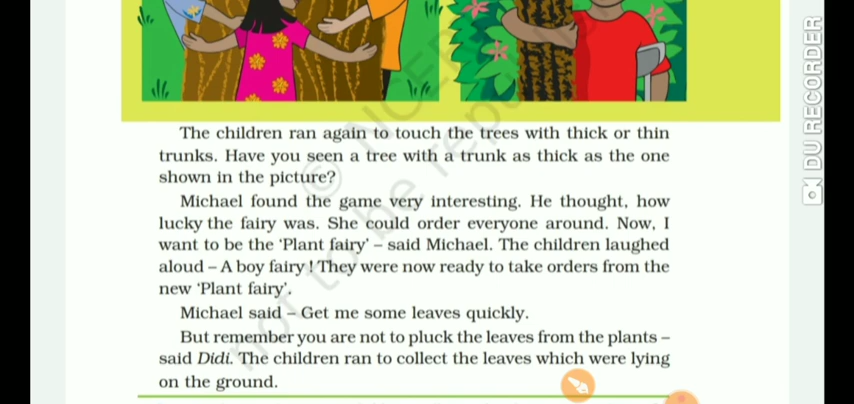 The children ran again to touch the trees with thick or thin
trunks. Have you seen a tree with a trunk as thick as the one
shown in the picture?
Michael found the game very interesting. He thought, how
lucky the fairy was. She could order everyone around. Now, I
want to be the ‘Plant fairy’ – said Michael. The children laughed
aloud – A boy fairy ! They were now ready to take orders from the
new ‘Plant fairy’.
Michael said – Get me some leaves quickly.
But remember you are not to pluck the leaves from the plants –
said Didi. The children ran to collect the leaves which were lying
on the ground.
DU RECORDER
© NCER
not to be repu